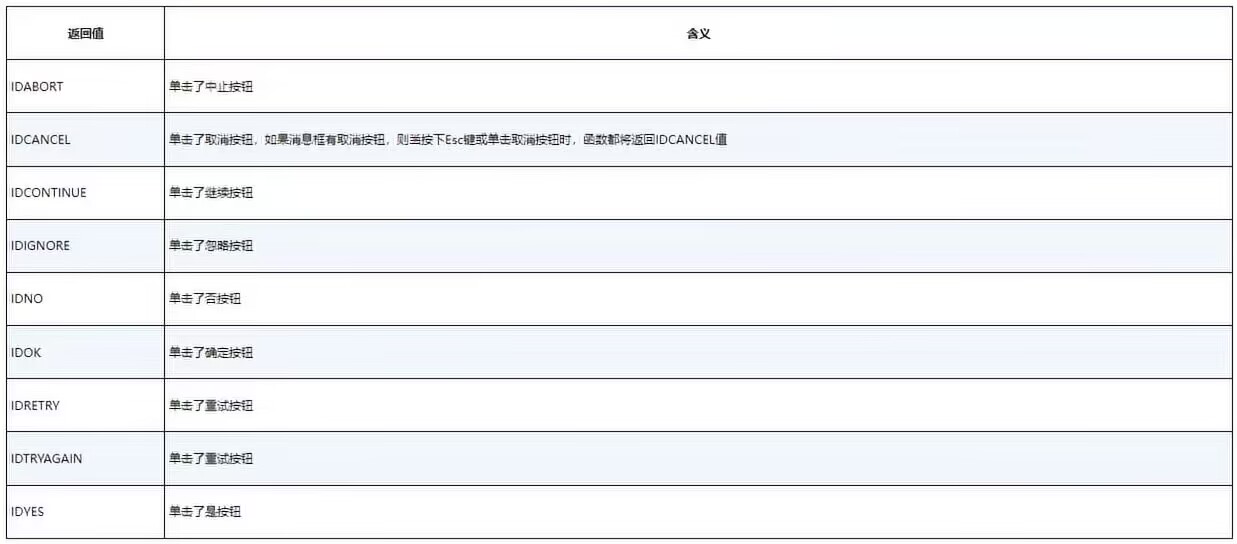 返回值 含义
IDABORT 单击了中止按钮
IDCANCEL 单击了取消按钮，如果消息框有取消按钮，则当按下Esc键或单击取消按钮时，函数都将返回IDCANCEL值
IDCONTINUE 单击了继续按钮
IDIGNORE 单击了忽略按钮
IDNO 单击了否按钮
IDOK 单击了确定按钮
IDRETRY 单击了重试按钮
IDTRYAGAIN 单击了重试按钮
IDYES 单击了是按钮